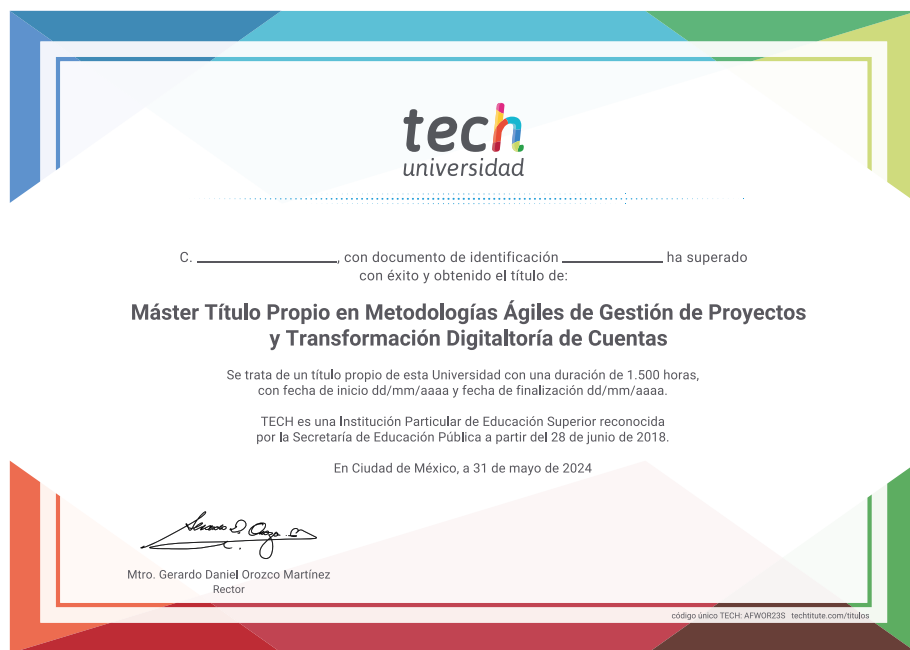 tech
universidad
C. , con documento de identificación ha superado
con éxito y obtenido el título de:
Máster Título Propio en Metodologías Ágiles de Gestión de Proyectos
y Transformación Digitaltoría de Cuentas
Se trata de un título propio de esta Universidad con una duración de 1.500 horas,
con fecha de inicio dd/mm/aaaa y fecha de finalización dd/mm/aaaa.
TECH es una Institución Particular de Educación Superior reconocida
por la Secretaría de Educación Pública a partir del 28 de junio de 2018.
En Ciudad de México, a 31 de mayo de 2024
Mtro. Gerardo Daniel Orozco Martínez
Rector
código único TECH: AFWOR23S techtitute.com/titulos